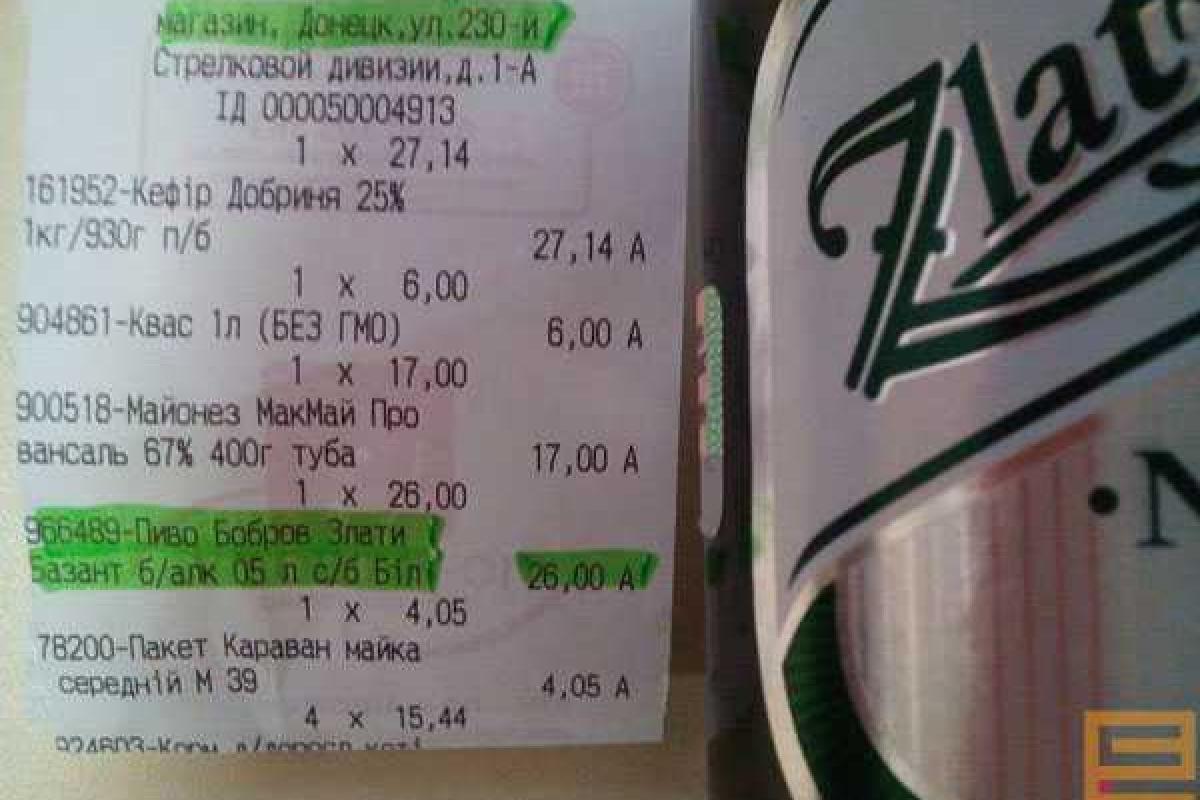 магазин, Донецк,ул.230-й
Стрелковой дивизии,д.1-А
ІД 000050004913
1 х 27,14
161952-Кефір Добриня 25%
1кг/930г п/б 27,14 А
1 х 6,00
904861-Квас 1л (БЕЗ ГМО) 6,00 А
1 х 17,00
900518-Майонез МакМай Про
вансаль 67% 400г туба 17,00 А
1 х 26,00
966489-Пиво Бобров Злати
Базант б/алк 05 л с/б Біл 26,00 А
1 х 4,05
78200-Пакет Караван майка
середній М 39 4,05 А
4 х 15,44
Zlat